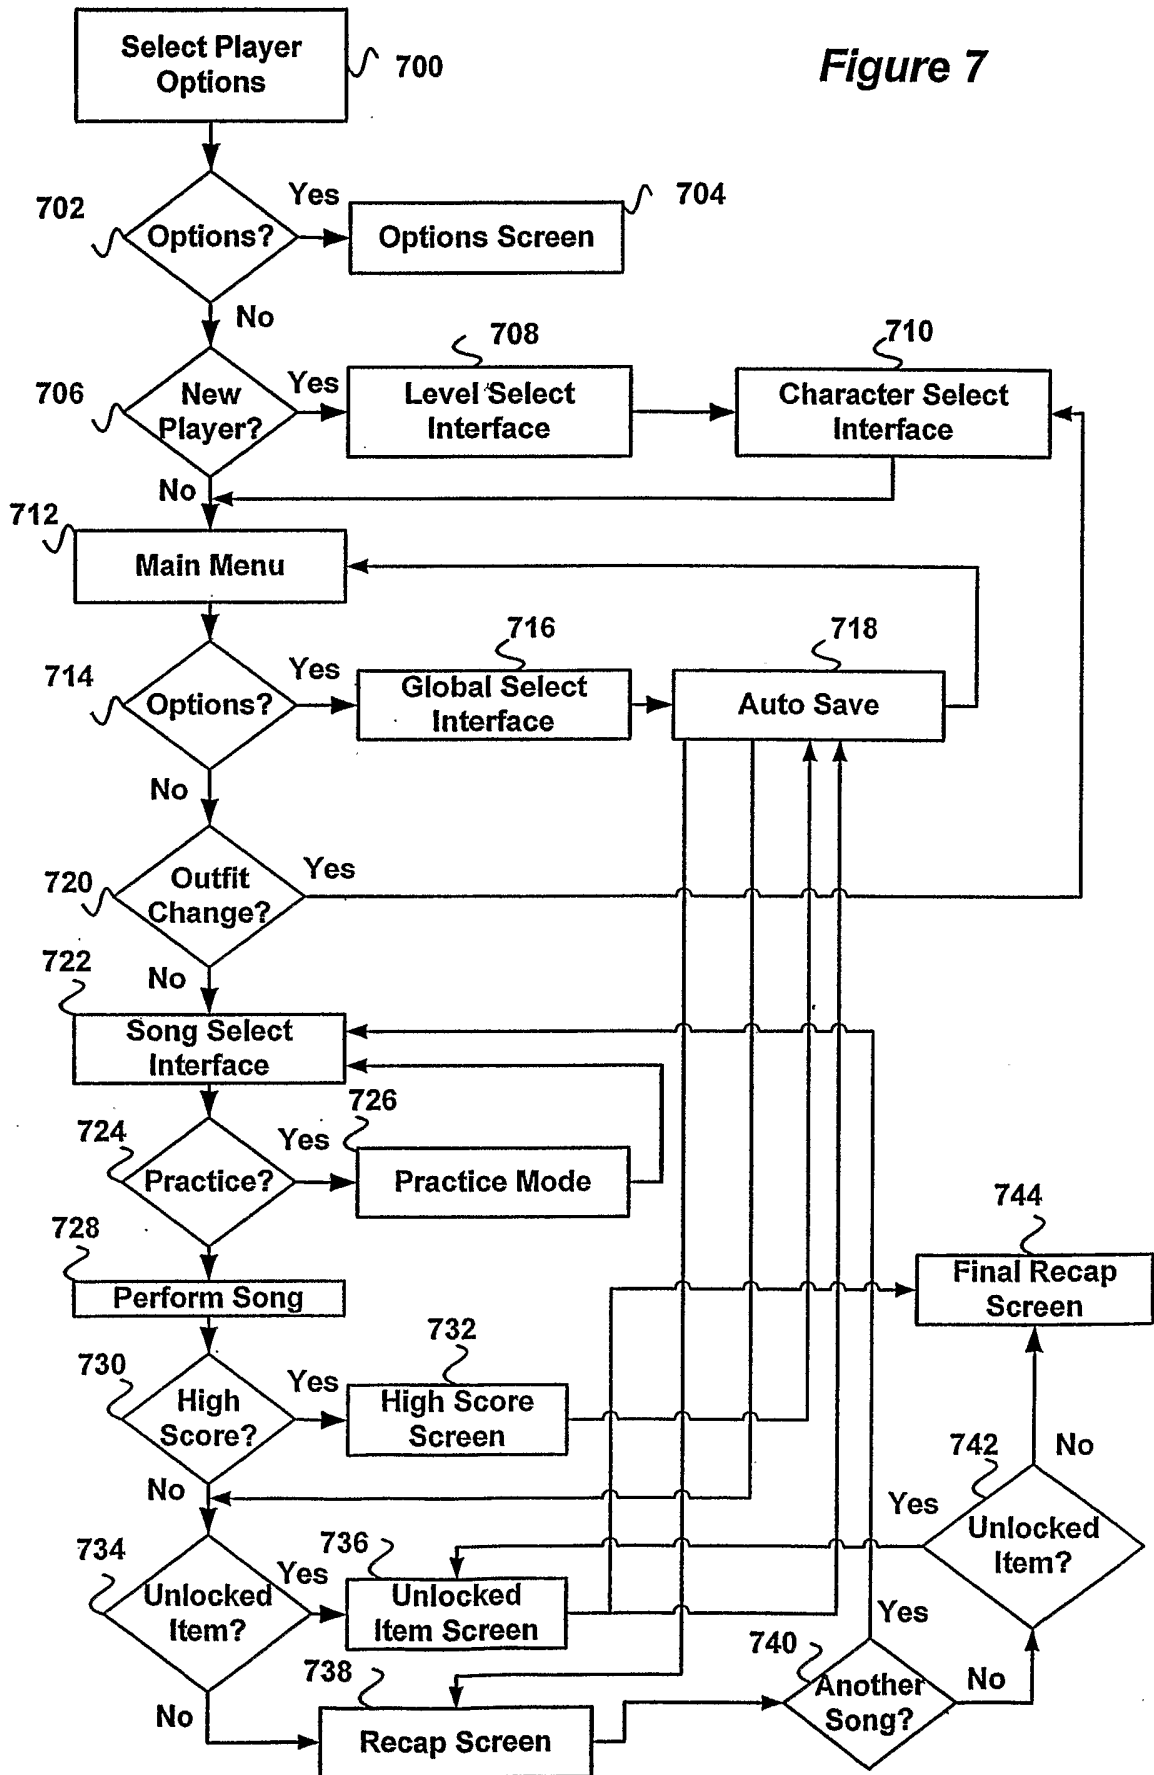 Select Player
Options
700
Figure 7
702
Options?
Yes
Options Screen
704
No
706
New
Player?
Yes
708
Level Select
Interface
710
Character Select
Interface
No
712
Main Menu
714
Options?
Yes
716
Global Select
Interface
718
Auto Save
No
720
Outfit
Change?
Yes
No
722
Song Select
Interface
724
Practice?
Yes
726
Practice Mode
728
Perform Song
730
High
Score?
Yes
732
High Score
Screen
744
Final Recap
Screen
No
742
Unlocked
Item?
Yes
No
734
Unlocked
Item?
Yes
736
Unlocked
Item Screen
No
738
Recap Screen
740
Another
Song?
Yes
No